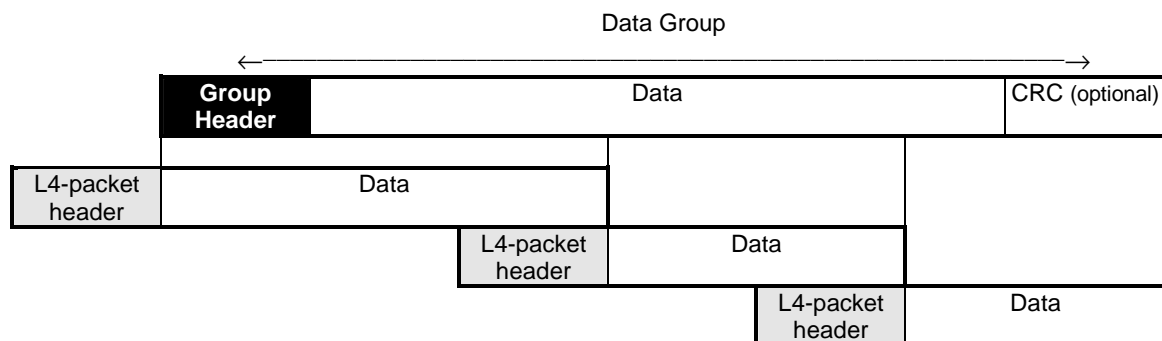 Data Group
Group
Header
Data
CRC (optional)
L4-packet
header
Data
L4-packet
header
Data
L4-packet
header
Data